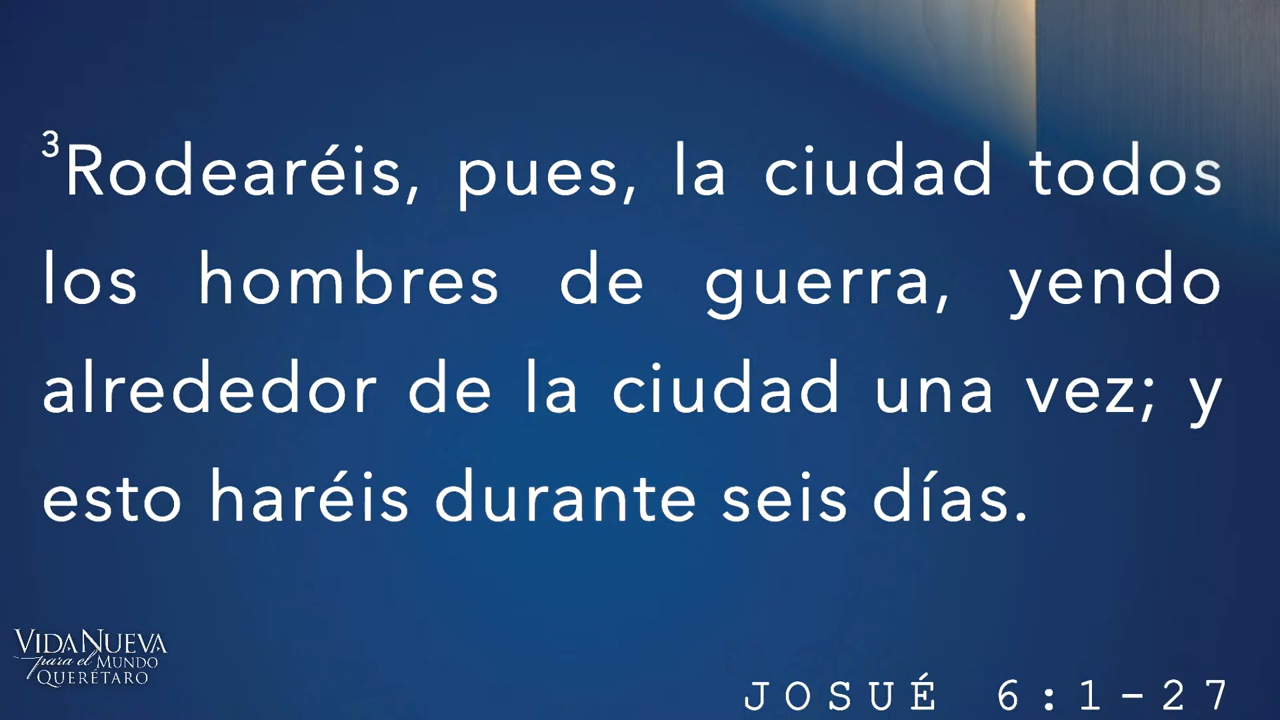 ³Rodearéis, pues, la ciudad todos
los hombres de guerra, yendo
alrededor de la ciudad una vez; y
esto haréis durante seis días.
VIDA NUEVA
para el MUNDO
QUERÉTARO
JOSUÉ 6:1-27